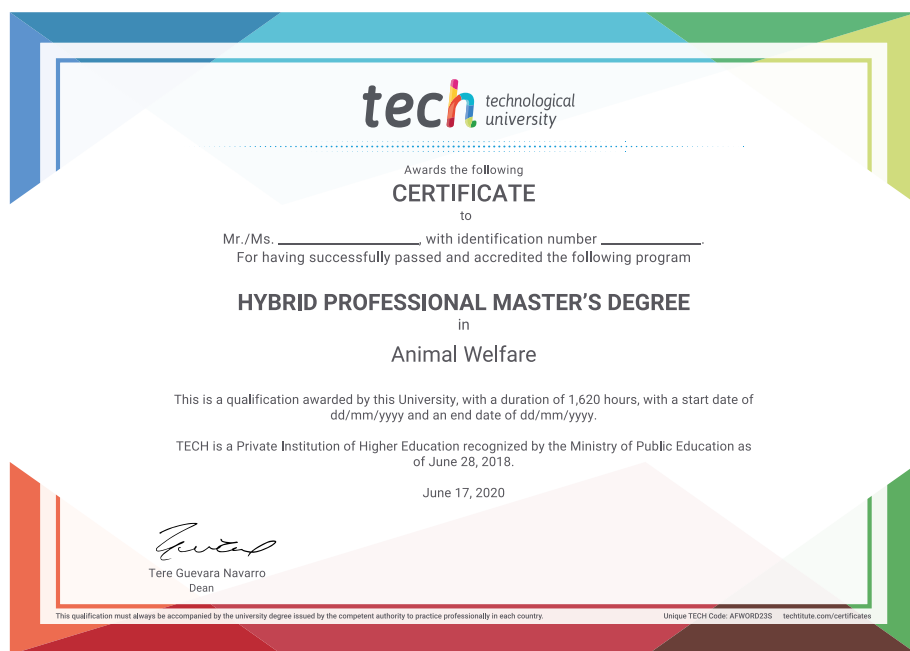 tech technological
university
Awards the following
CERTIFICATE
to
Mr./Ms. ____________________, with identification number ______________.
For having successfully passed and accredited the following program
HYBRID PROFESSIONAL MASTER'S DEGREE
in
Animal Welfare
This is a qualification awarded by this University, with a duration of 1,620 hours, with a start date of
dd/mm/yyyy and an end date of dd/mm/yyyy.
TECH is a Private Institution of Higher Education recognized by the Ministry of Public Education as
of June 28, 2018.
June 17, 2020
Tere Guevara Navarro
Dean
This qualification must always be accompanied by the university degree issued by the competent authority to practice professionally in each country.
Unique TECH Code: AFWORD23S techtitute.com/certificates